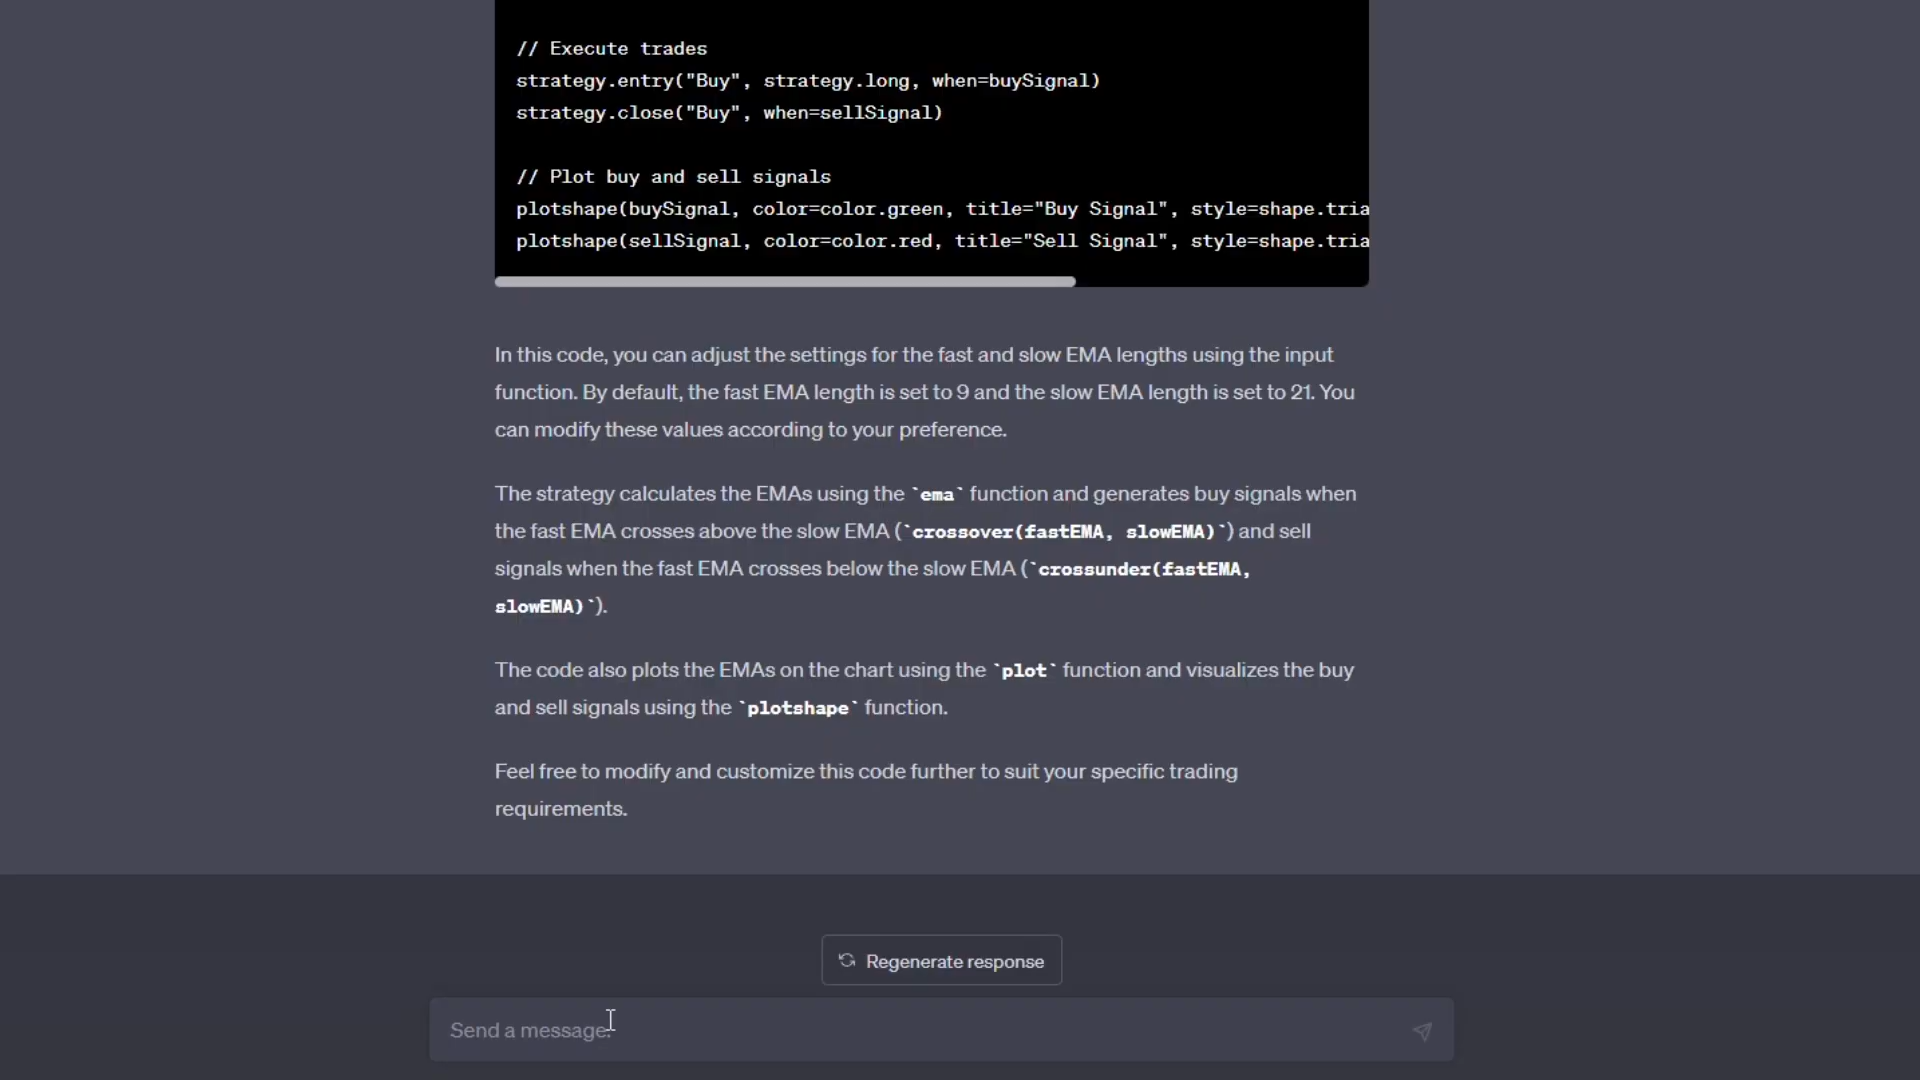 // Execute trades
strategy.entry("Buy", strategy.long, when=buySignal)
strategy.close("Buy", when=sellSignal)
// Plot buy and sell signals
plotshape(buySignal, color=color.green, title="Buy Signal", style=shape.tria
plotshape(sellSignal, color=color.red, title="Sell Signal", style=shape.tria
In this code, you can adjust the settings for the fast and slow EMA lengths using the input
function. By default, the fast EMA length is set to 9 and the slow EMA length is set to 21. You
can modify these values according to your preference.
The strategy calculates the EMAs using the `ema` function and generates buy signals when
the fast EMA crosses above the slow EMA (`crossover(fastEMA, slowEMA)`) and sell
signals when the fast EMA crosses below the slow EMA (`crossunder(fastEMA,
slowEMA)`).
The code also plots the EMAs on the chart using the `plot` function and visualizes the buy
and sell signals using the `plotshape` function.
Feel free to modify and customize this code further to suit your specific trading
requirements.
Regenerate response
Send a message.